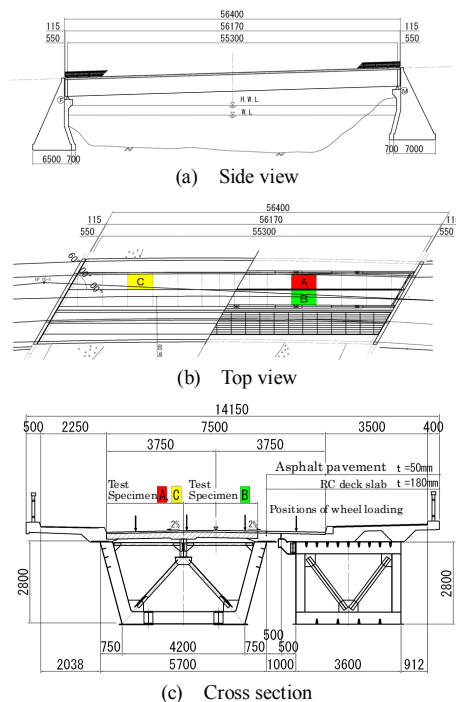 56400
115 56170 115
550 55300 550
H.W.L
W.L
6500 700 700 7000
(a) Side view
56400
115 56170 115
550 55300 550
60° 00' 00"
C A
B
(b) Top view
14150
500 2250 7500 3500 400
3750 3750
Asphalt pavement t =50mm
RC deck slab t =180mm
Test Specimen A, C
Test Specimen B
Positions of wheel loading
2% 2%
2800 2800
750 4200 750 500 500
2038 5700 1000 3600 912
(c) Cross section